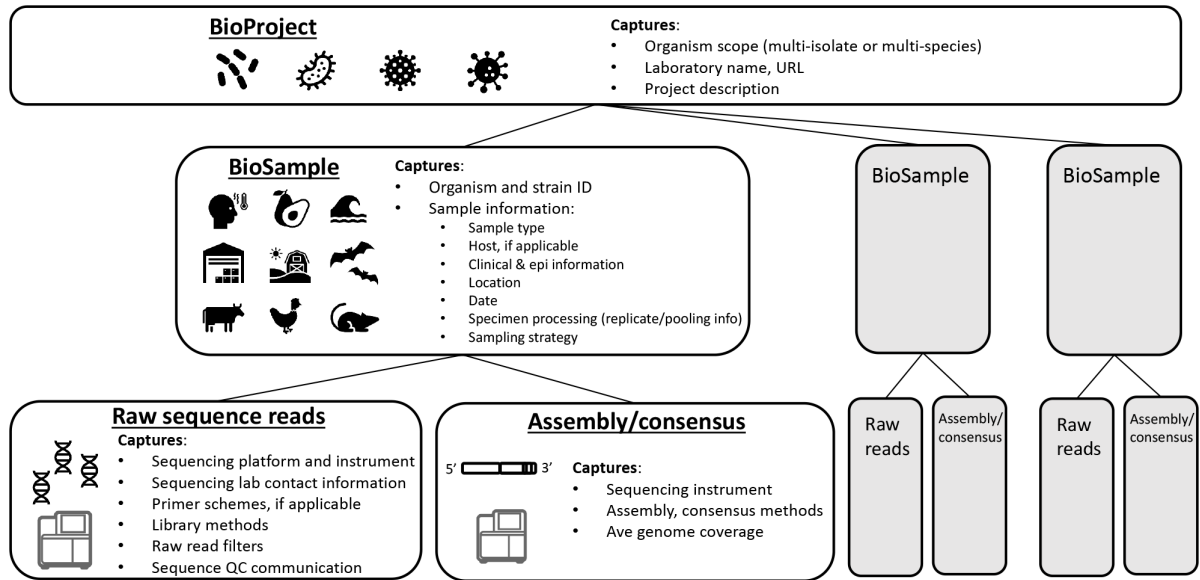 BioProject
Captures:
• Organism scope (multi-isolate or multi-species)
• Laboratory name, URL
• Project description
BioSample
Captures:
• Organism and strain ID
• Sample information:
• Sample type
• Host, if applicable
• Clinical & epi information
• Location
• Date
• Specimen processing (replicate/pooling info)
• Sampling strategy
BioSample
BioSample
Raw sequence reads
Captures:
• Sequencing platform and instrument
• Sequencing lab contact information
• Primer schemes, if applicable
• Library methods
• Raw read filters
• Sequence QC communication
Assembly/consensus
5’ 3’
Captures:
• Sequencing instrument
• Assembly, consensus methods
• Ave genome coverage
Raw
reads
Assembly/
consensus
Raw
reads
Assembly/
consensus